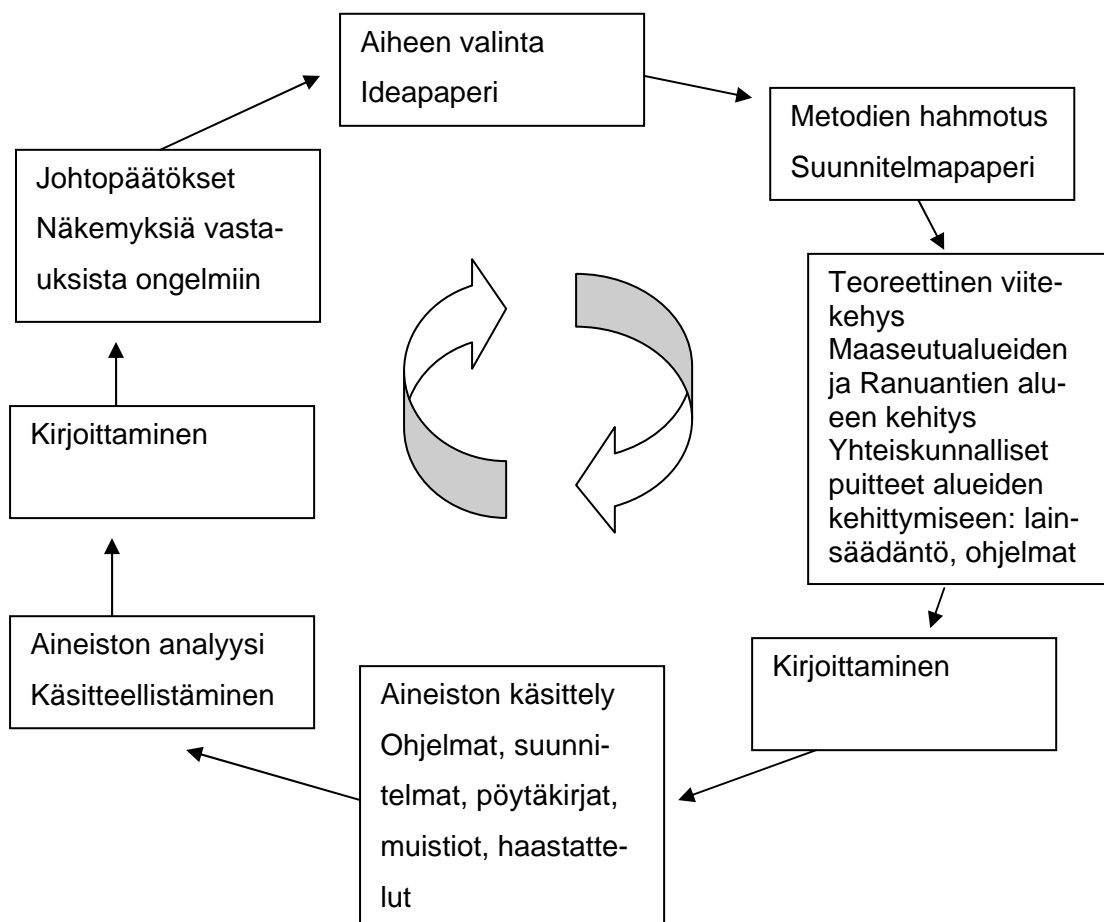 Aiheen valinta
Ideapaperi
Metodien hahmotus
Suunnitelmapaperi
Teoreettinen viite-
kehys
Maaseutualueiden
ja Ranuantien alu-
een kehitys
Yhteiskunnalliset
puitteet alueiden
kehittymiseen: lain-
säädäntö, ohjelmat
Kirjoittaminen
Aineiston käsittely
Ohjelmat, suunni-
telmat, pöytäkirjat,
muistiot, haastatte-
lut
Aineiston analyysi
Käsitteellistäminen
Kirjoittaminen
Johtopäätökset
Näkemyksiä vasta-
uksista ongelmiin